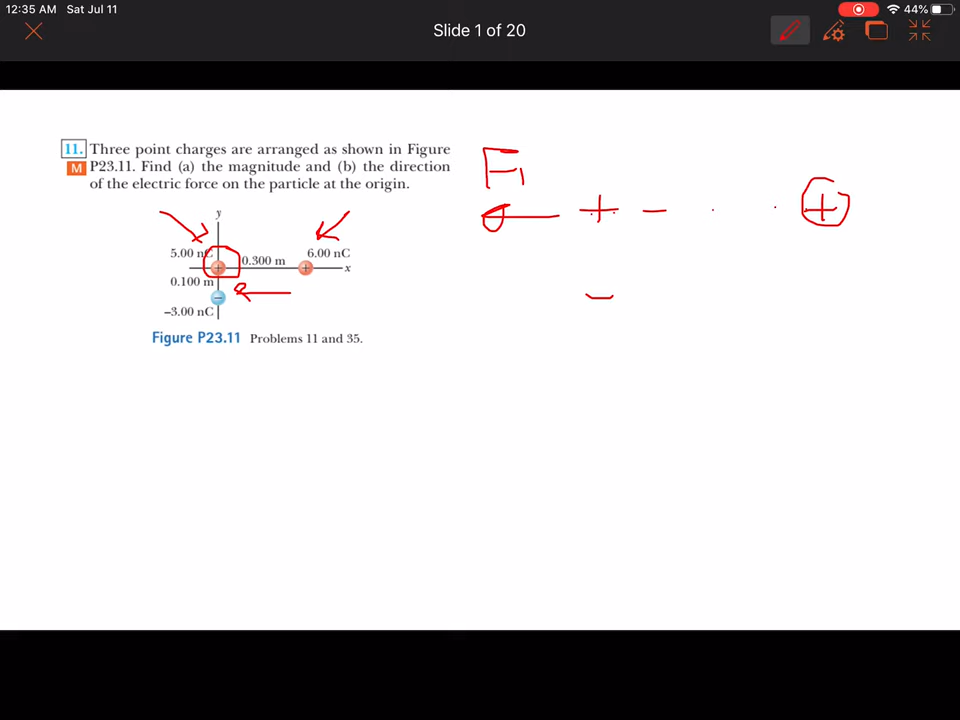 12:35 AM Sat Jul 11
44%
Slide 1 of 20
11. Three point charges are arranged as shown in Figure
M P23.11. Find (a) the magnitude and (b) the direction
of the electric force on the particle at the origin.
y
5.00 nC
0.300 m
6.00 nC
x
0.100 m
−3.00 nC
Figure P23.11 Problems 11 and 35.
F1
+ − +
−